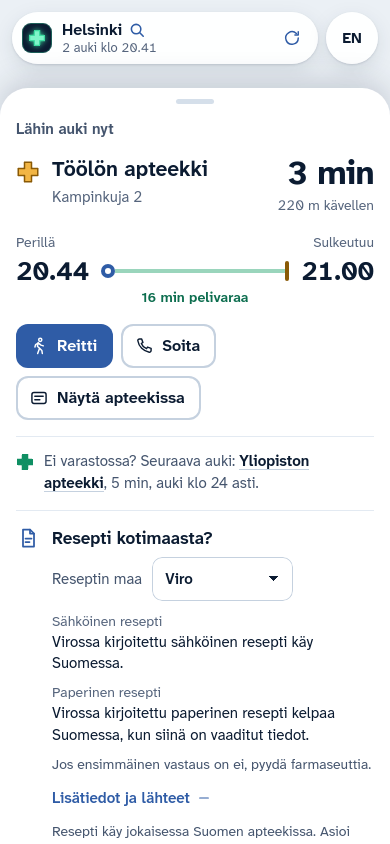 Helsinki
2 auki klo 20.41
EN
Lähin auki nyt
Töölön apteekki
3 min
Kampinkuja 2
220 m kävellen
Perillä
Sulkeutuu
20.44
21.00
16 min pelivaraa
Reitti
Soita
Näytä apteekissa
Ei varastossa? Seuraava auki: Yliopiston
apteekki, 5 min, auki klo 24 asti.
Resepti kotimaasta?
Reseptin maa
Viro
Sähköinen resepti
Virossa kirjoitettu sähköinen resepti käy
Suomessa.
Paperinen resepti
Virossa kirjoitettu paperinen resepti kelpaa
Suomessa, kun siinä on vaaditut tiedot.
Jos ensimmäinen vastaus on ei, pyydä farmaseuttia.
Lisätiedot ja lähteet –
Resepti käy jokaisessa Suomen apteekissa. Asioi